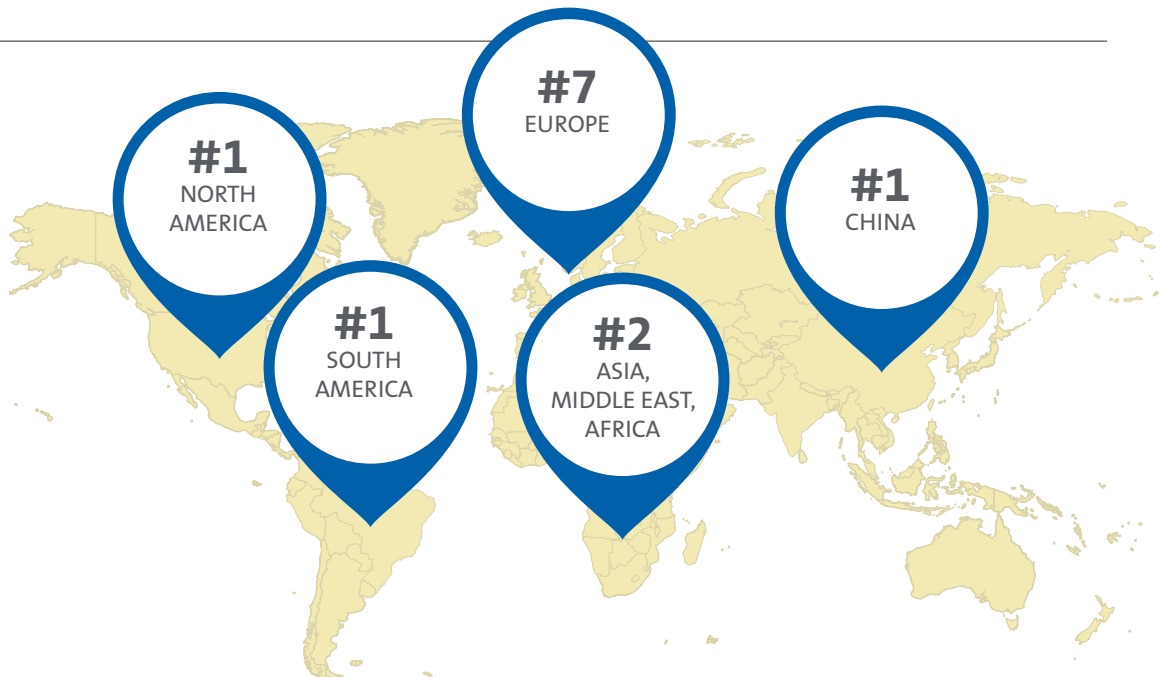 #7
EUROPE
#1
NORTH
AMERICA
#1
CHINA
#1
SOUTH
AMERICA
#2
ASIA,
MIDDLE EAST,
AFRICA